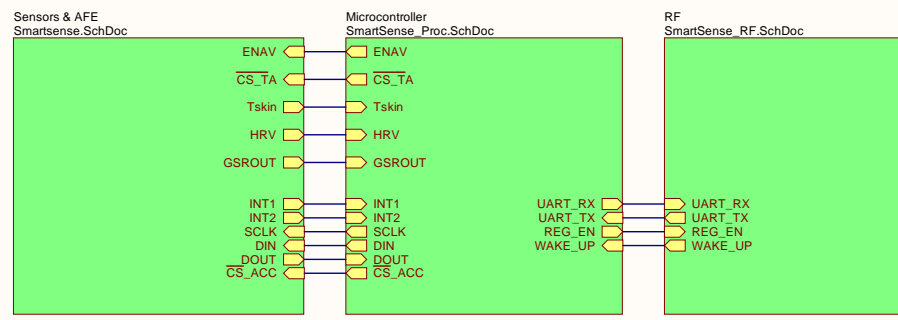 Sensors & AFE
Smartsense.SchDoc
ENAV
CS_TA
Tskin
HRV
GSROUT
INT1
INT2
SCLK
DIN
DOUT
CS_ACC
Microcontroller
SmartSense_Proc.SchDoc
ENAV
CS_TA
Tskin
HRV
GSROUT
INT1
INT2
SCLK
DIN
DOUT
CS_ACC
UART_RX
UART_TX
REG_EN
WAKE_UP
RF
SmartSense_RF.SchDoc
UART_RX
UART_TX
REG_EN
WAKE_UP